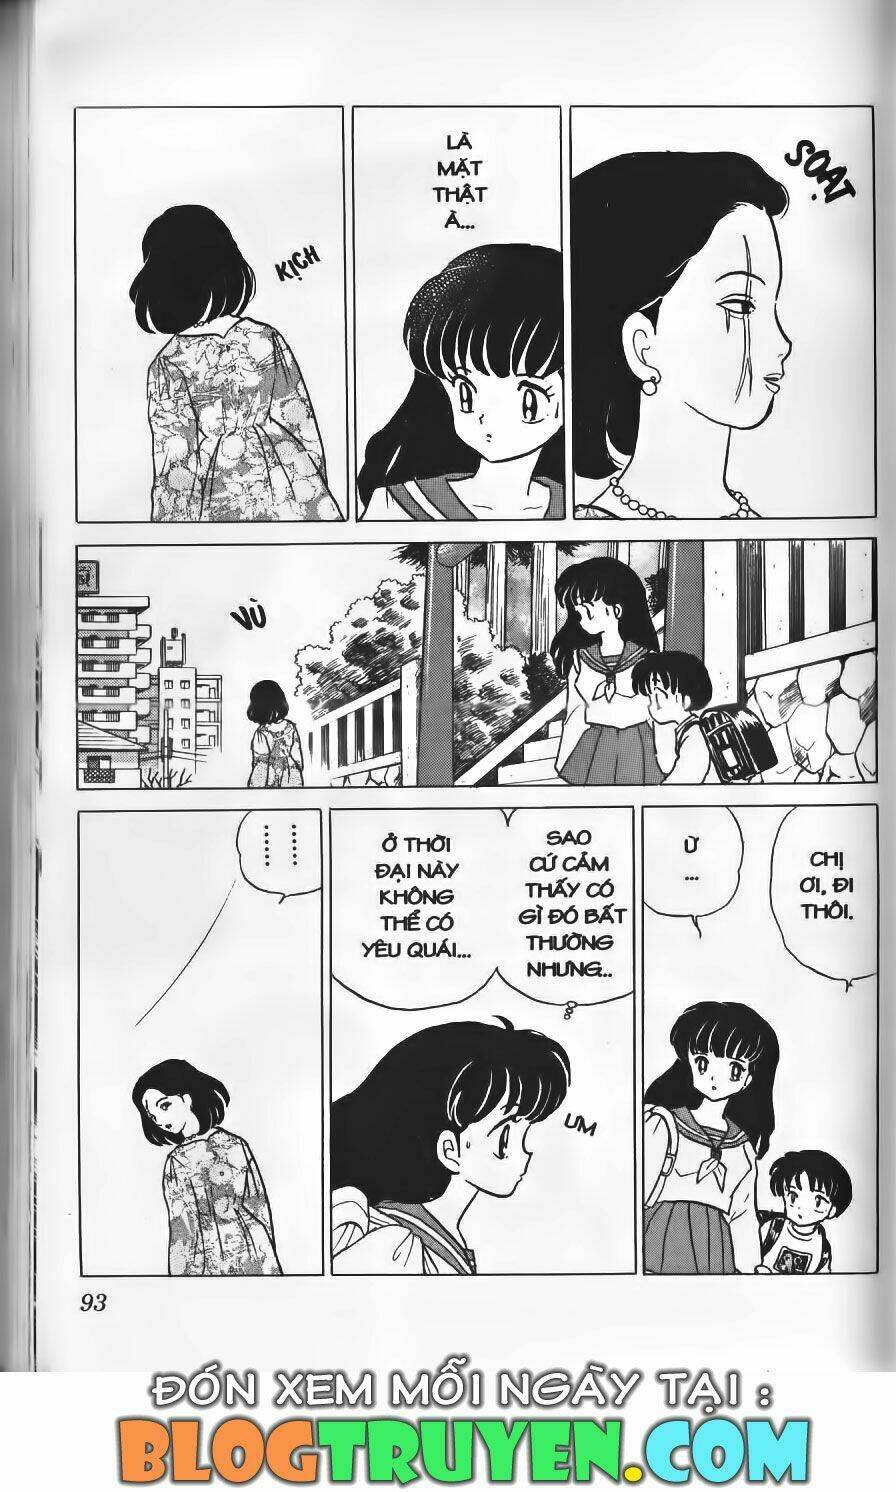 SOẠT
LÀ
MẶT
THẬT
À...
KỊCH
VÙ
CHỊ
ƠI, ĐI
THÔI.
Ừ
...
SAO
CỨ CẢM
THẤY CÓ
GÌ ĐÓ BẤT
THƯỜNG
NHƯNG...
Ở THỜI
ĐẠI NÀY
KHÔNG
THỂ CÓ
YÊU QUÁI...
ƯM
......
......
93
ĐÓN XEM MỖI NGÀY TẠI :
BLOGTRUYEN.COM